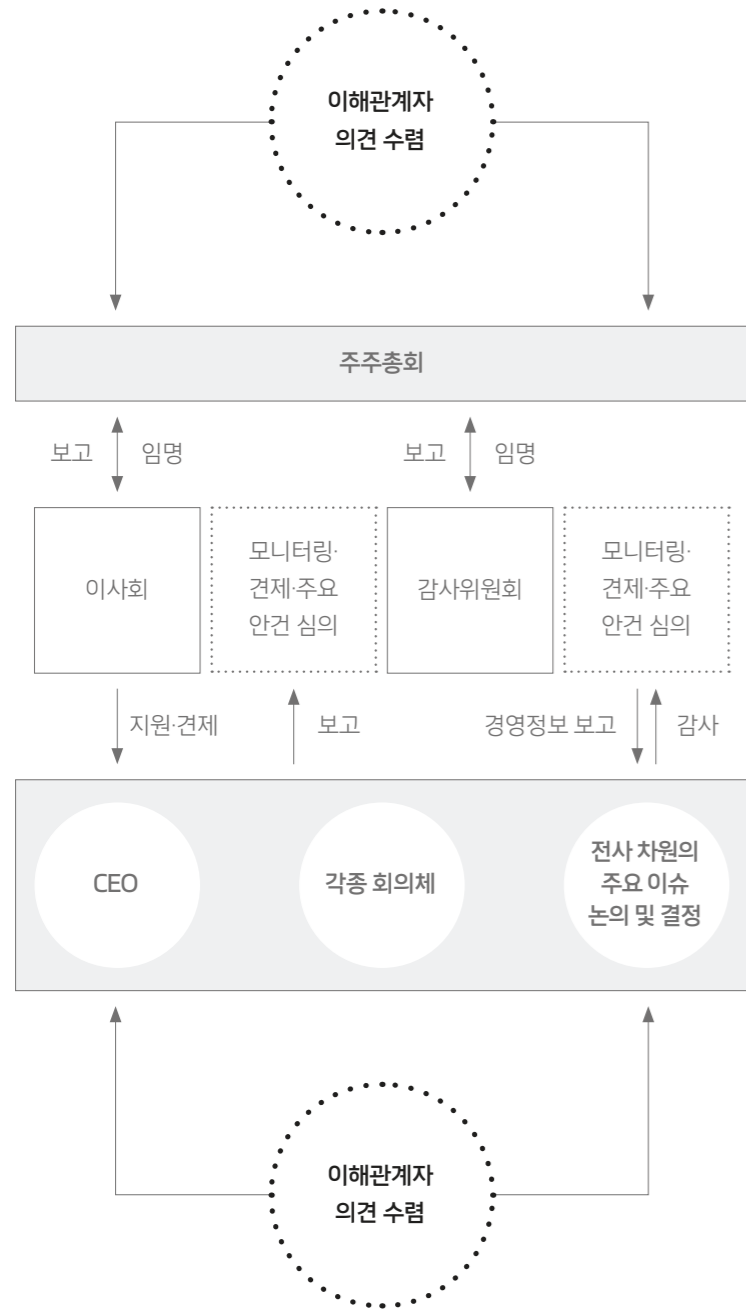 이해관계자
의견 수렴
주주총회
보고 임명
보고 임명
이사회
모니터링·
견제·주요
안건 심의
감사위원회
모니터링·
견제·주요
안건 심의
지원·견제
보고
경영정보 보고
감사
CEO
각종 회의체
전사 차원의
주요 이슈
논의 및 결정
이해관계자
의견 수렴